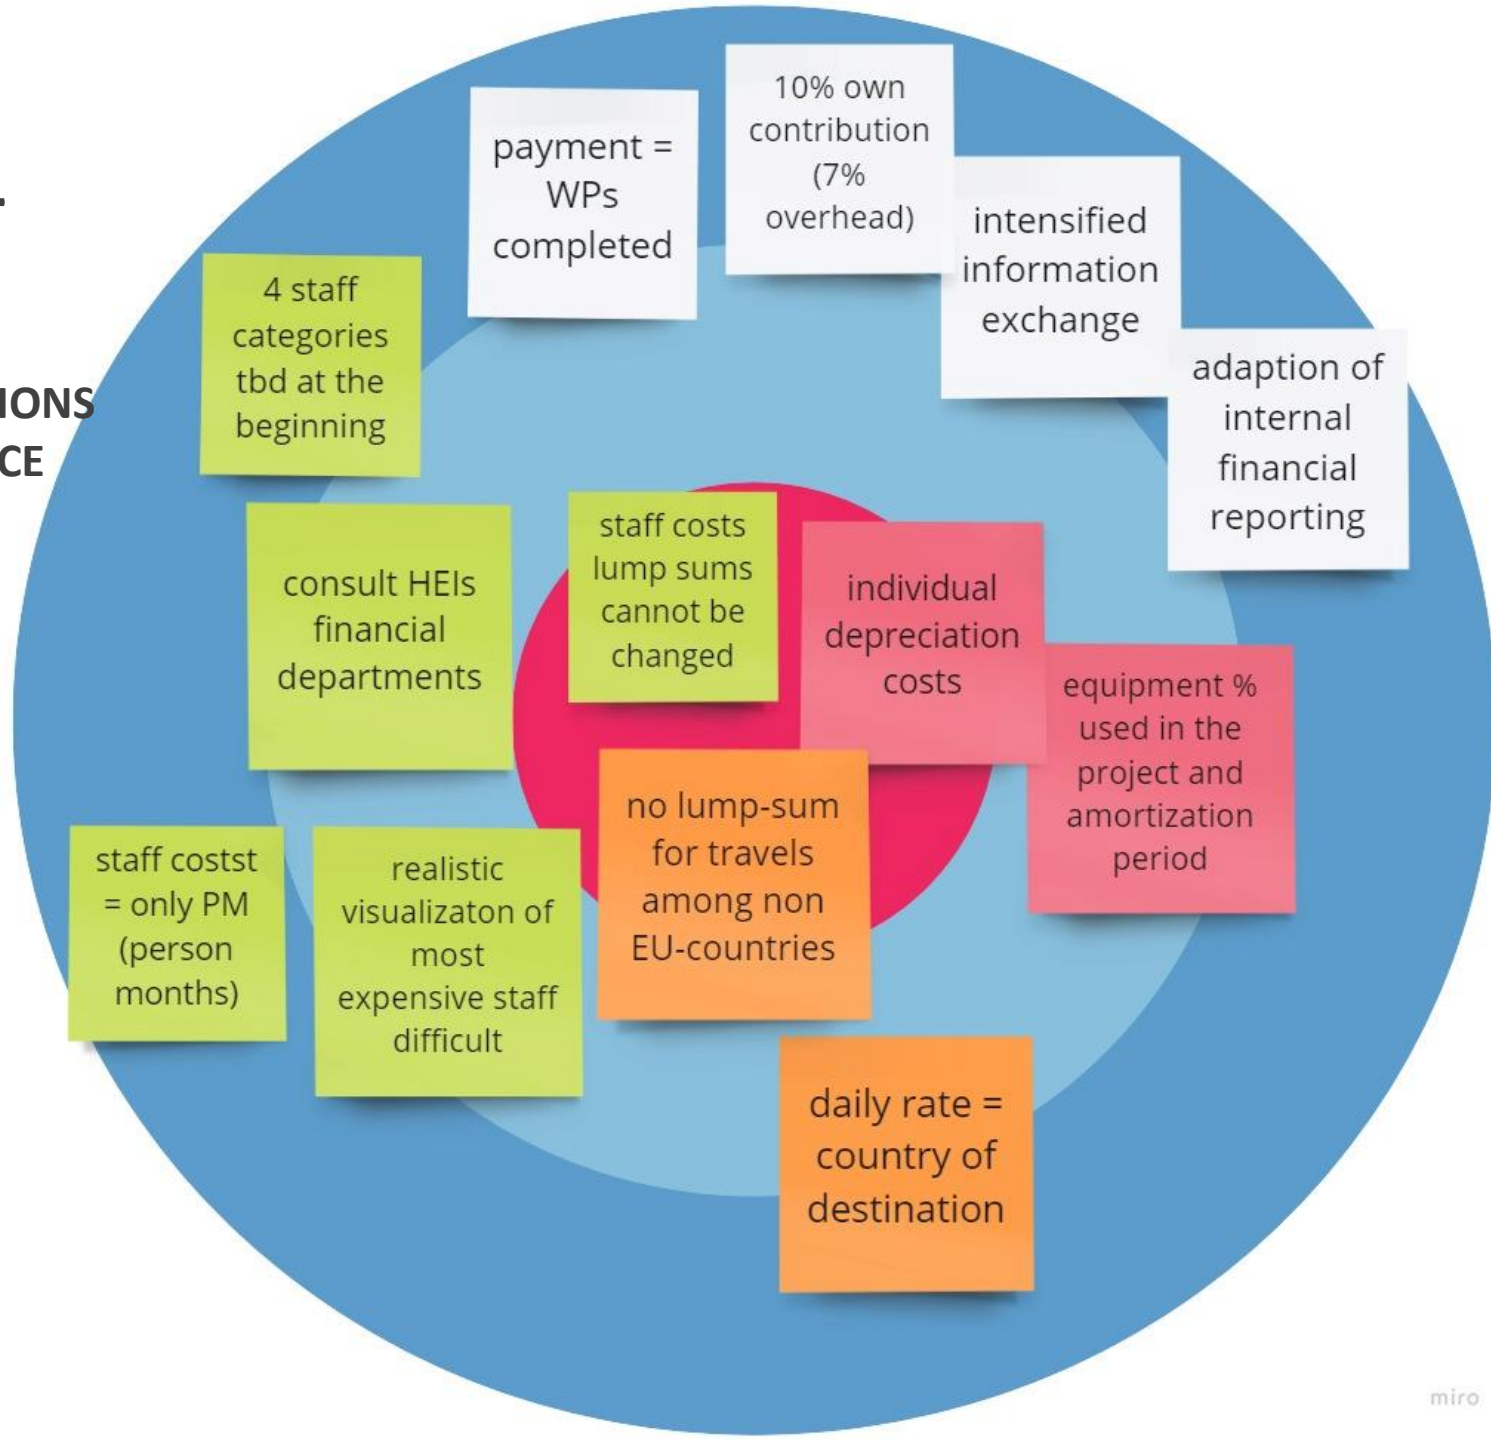 IONS
CE
payment =
WPs
completed
10% own
contribution
(7%
overhead)
intensified
information
exchange
adaption of
internal
financial
reporting
4 staff
categories
tbd at the
beginning
consult HEIs
financial
departments
staff costs
lump sums
cannot be
changed
individual
depreciation
costs
equipment %
used in the
project and
amortization
period
staff costst
= only PM
(person
months)
realistic
visualizaton of
most
expensive staff
difficult
no lump-sum
for travels
among non
EU-countries
daily rate =
country of
destination
miro